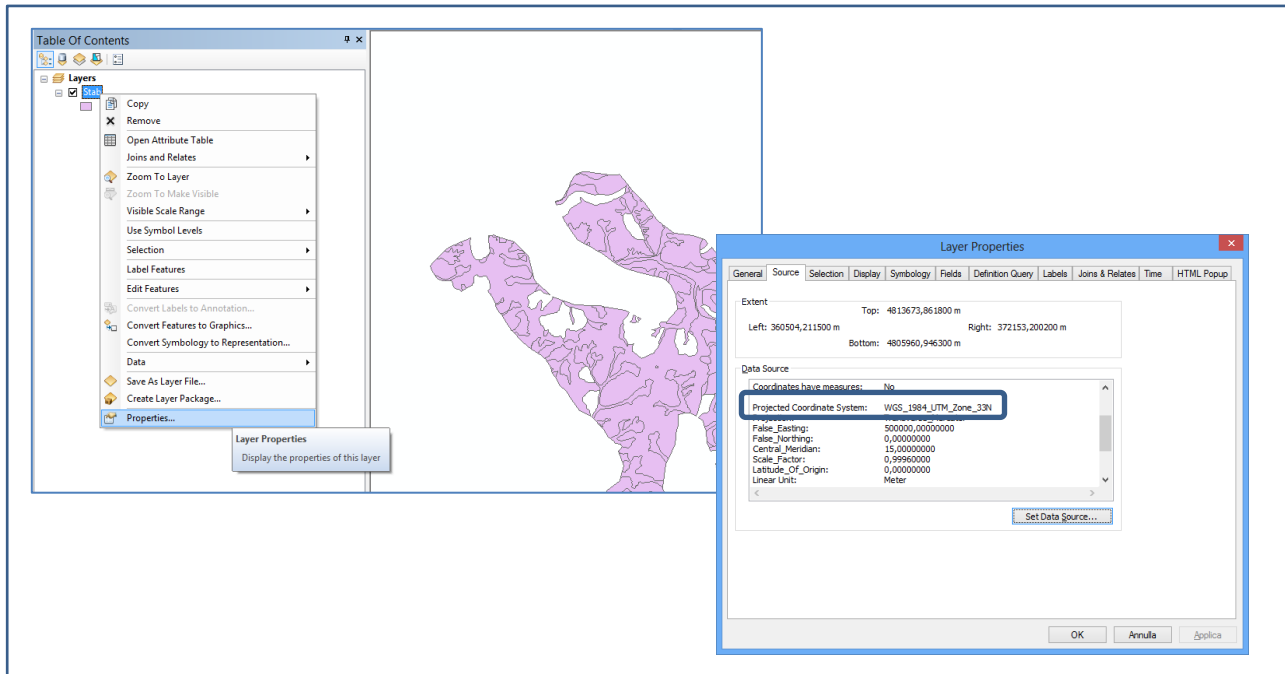 Table Of Contents
Layers
Stab
Copy
Remove
Open Attribute Table
Joins and Relates
Zoom To Layer
Zoom To Make Visible
Visible Scale Range
Use Symbol Levels
Selection
Label Features
Edit Features
Convert Labels to Annotation...
Convert Features to Graphics...
Convert Symbology to Representation...
Data
Save As Layer File...
Create Layer Package...
Properties...
Layer Properties
Display the properties of this layer
Layer Properties
General Source Selection Display Symbology Fields Definition Query Labels Joins & Relates Time HTML Popup
Extent
Top: 4813673,861800 m
Left: 360504,211500 m Right: 372153,200200 m
Bottom: 4805960,946300 m
Data Source
Coordinates have measures: No
Projected Coordinate System: WGS_1984_UTM_Zone_33N
False_Easting: 500000,00000000
False_Northing: 0,00000000
Central_Meridian: 15,00000000
Scale_Factor: 0,99960000
Latitude_Of_Origin: 0,00000000
Linear Unit: Meter
Set Data Source...
OK Annulla Applica